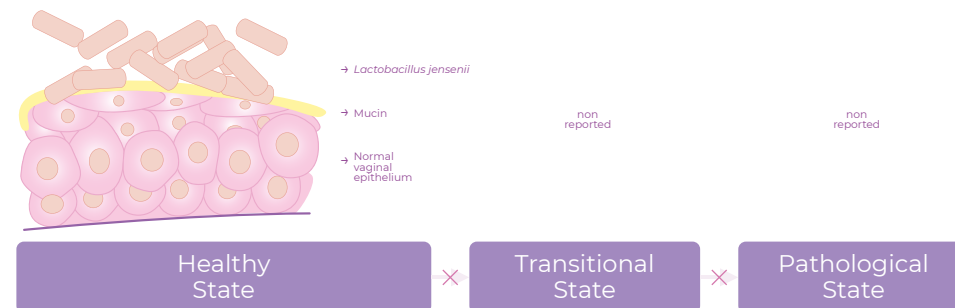 → Lactobacillus jensenii
→ Mucin
→ Normal
vaginal
epithelium
non
reported
non
reported
Healthy
State
Transitional
State
Pathological
State